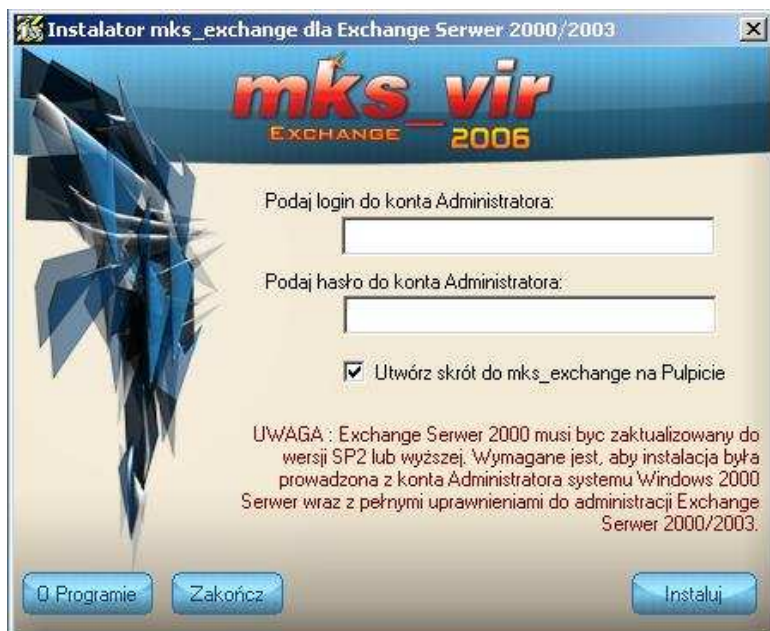 Instalator mks_exchange dla Exchange Serwer 2000/2003
mks_vir
EXCHANGE 2006
Podaj login do konta Administratora:
Podaj hasło do konta Administratora:
Utwórz skrót do mks_exchange na Pulpicie
UWAGA : Exchange Serwer 2000 musi byc zaktualizowany do
wersji SP2 lub wyższej. Wymagane jest, aby instalacja była
prowadzona z konta Administratora systemu Windows 2000
Serwer wraz z pełnymi uprawnieniami do administracji Exchange
Serwer 2000/2003.
O Programie
Zakończ
Instaluj